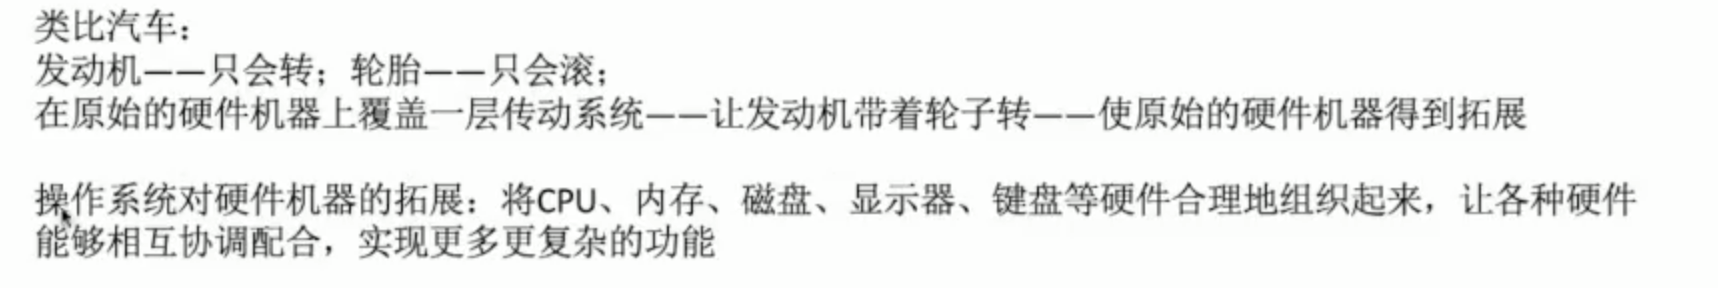 类比汽车：
发动机——只会转；轮胎——只会滚；
在原始的硬件机器上覆盖一层传动系统——让发动机带着轮子转——使原始的硬件机器得到拓展
操作系统对硬件机器的拓展：将CPU、内存、磁盘、显示器、键盘等硬件合理地组织起来，让各种硬件
能够相互协调配合，实现更多更复杂的功能